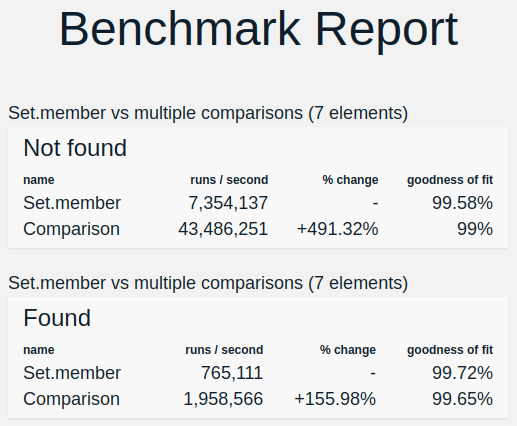 Benchmark Report
Set.member vs multiple comparisons (7 elements)
Not found
name runs / second % change goodness of fit
Set.member 7,354,137 - 99.58%
Comparison 43,486,251 +491.32% 99%
Set.member vs multiple comparisons (7 elements)
Found
name runs / second % change goodness of fit
Set.member 765,111 - 99.72%
Comparison 1,958,566 +155.98% 99.65%